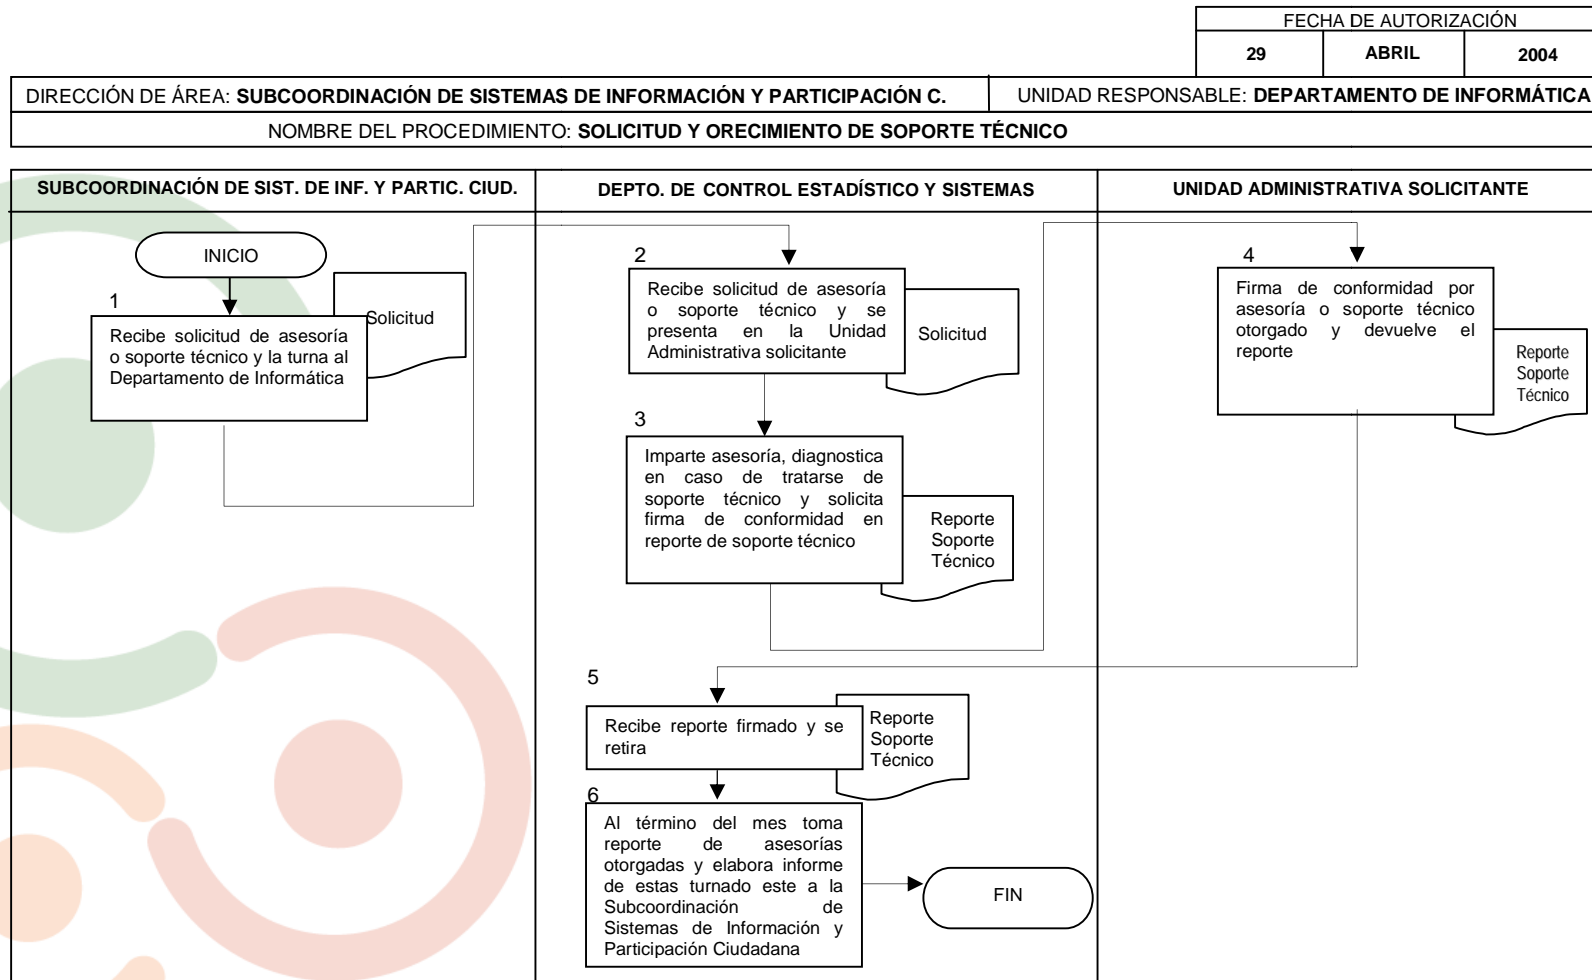 FECHA DE AUTORIZACIÓN
29 ABRIL 2004
DIRECCIÓN DE ÁREA: SUBCOORDINACIÓN DE SISTEMAS DE INFORMACIÓN Y PARTICIPACIÓN C. UNIDAD RESPONSABLE: DEPARTAMENTO DE INFORMÁTICA
NOMBRE DEL PROCEDIMIENTO: SOLICITUD Y ORECIMIENTO DE SOPORTE TÉCNICO
SUBCOORDINACIÓN DE SIST. DE INF. Y PARTIC. CIUD.
INICIO
1
Recibe solicitud de asesoría
o soporte técnico y la turna al
Departamento de Informática
Solicitud
DEPTO. DE CONTROL ESTADÍSTICO Y SISTEMAS
2
Recibe solicitud de asesoría
o soporte técnico y se
presenta en la Unidad
Administrativa solicitante
Solicitud
3
Imparte asesoría, diagnostica
en caso de tratarse de
soporte técnico y solicita
firma de conformidad en
reporte de soporte técnico
Reporte
Soporte
Técnico
UNIDAD ADMINISTRATIVA SOLICITANTE
4
Firma de conformidad por
asesoría o soporte técnico
otorgado y devuelve el
reporte
Reporte
Soporte
Técnico
5
Recibe reporte firmado y se
retira
Reporte
Soporte
Técnico
6
Al término del mes toma
reporte de asesorías
otorgadas y elabora informe
de estas turnado este a la
Subcoordinación de
Sistemas de Información y
Participación Ciudadana
FIN